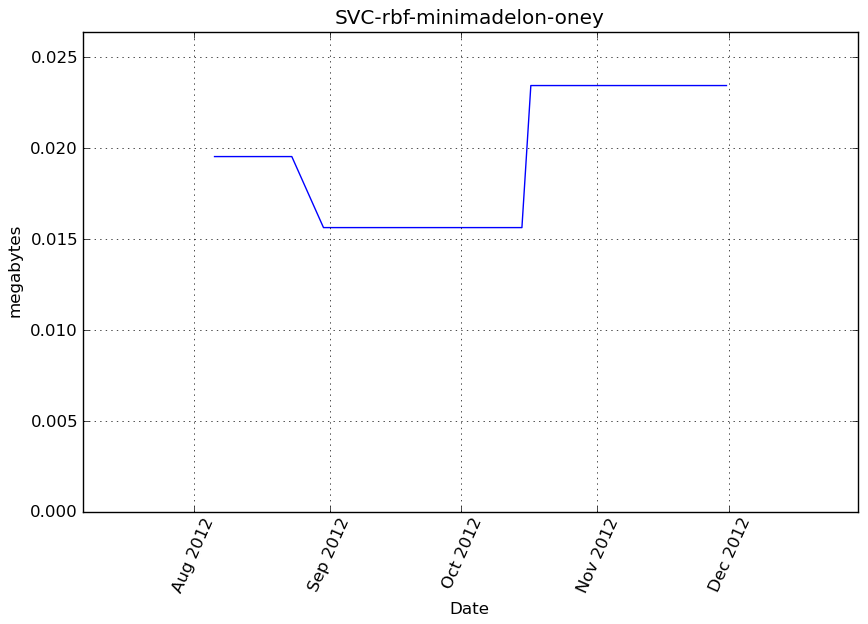 SVC-rbf-minimadelon-oney
0.025
0.020
0.015
0.010
0.005
0.000
megabytes
Aug 2012
Sep 2012
Oct 2012
Nov 2012
Dec 2012
Date